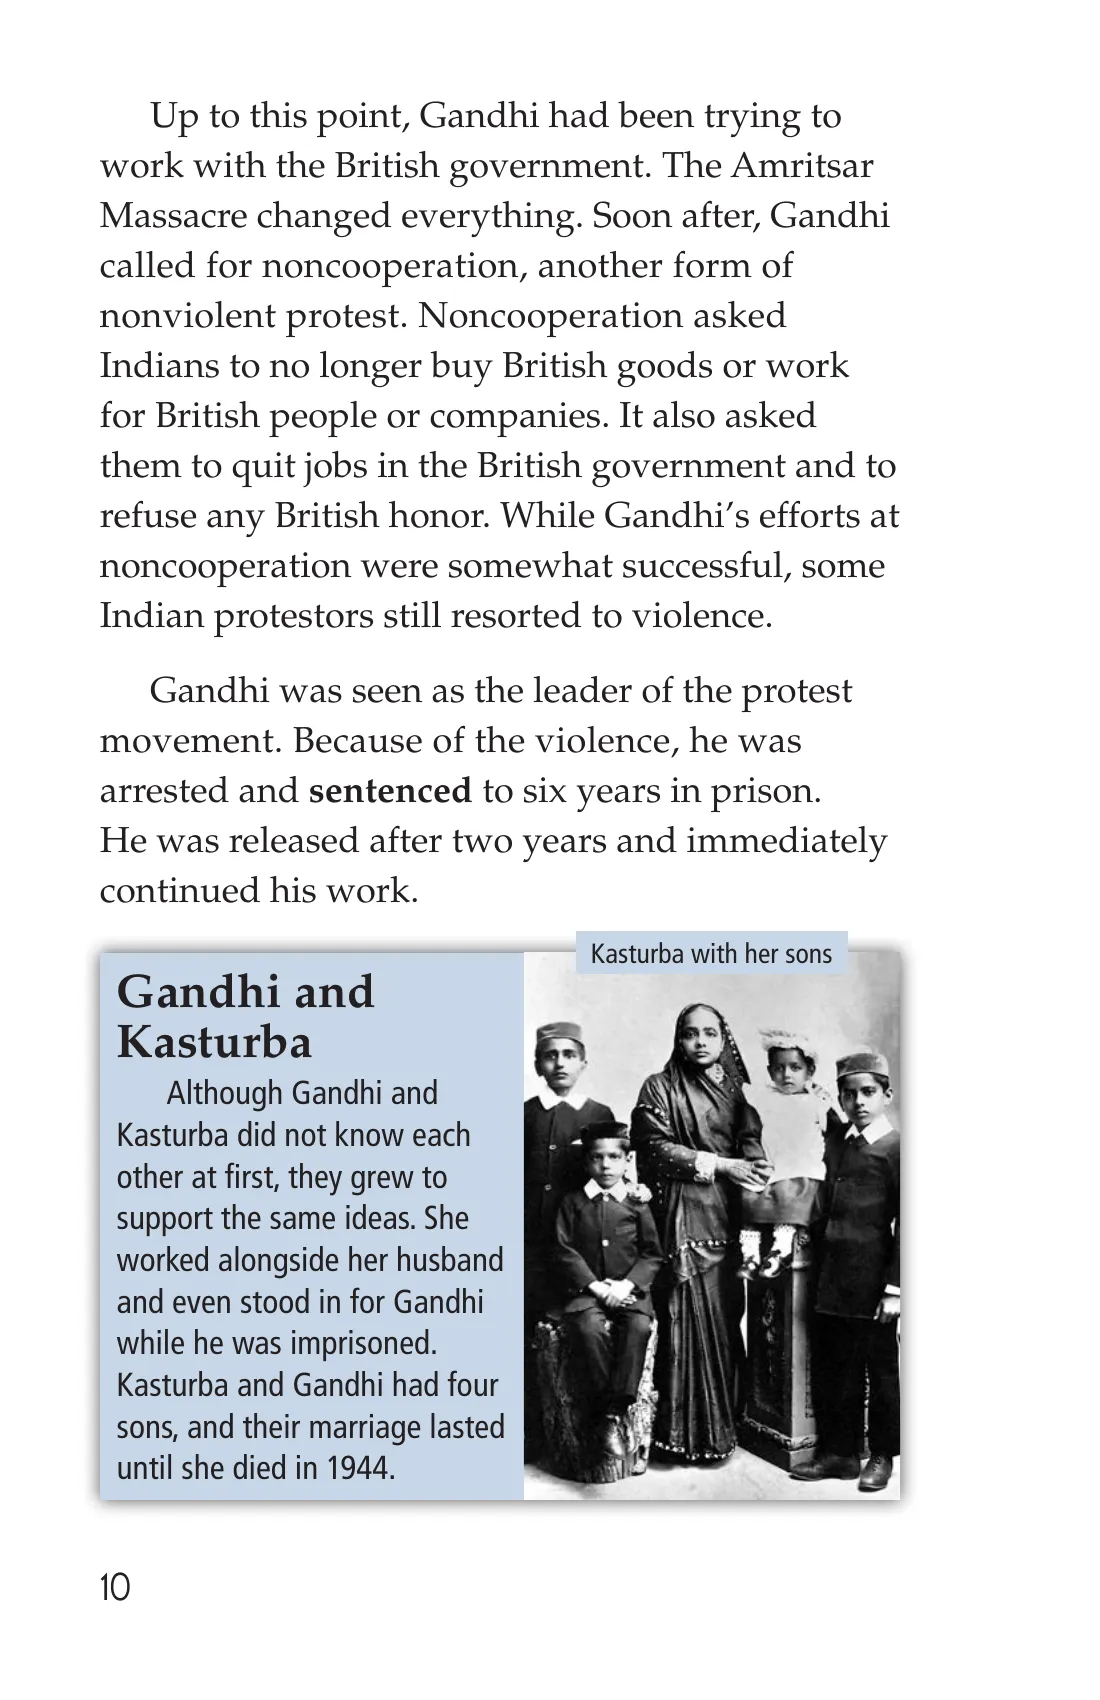 Up to this point, Gandhi had been trying to
work with the British government. The Amritsar
Massacre changed everything. Soon after, Gandhi
called for noncooperation, another form of
nonviolent protest. Noncooperation asked
Indians to no longer buy British goods or work
for British people or companies. It also asked
them to quit jobs in the British government and to
refuse any British honor. While Gandhi’s efforts at
noncooperation were somewhat successful, some
Indian protestors still resorted to violence.
Gandhi was seen as the leader of the protest
movement. Because of the violence, he was
arrested and sentenced to six years in prison.
He was released after two years and immediately
continued his work.
Gandhi and
Kasturba
Although Gandhi and
Kasturba did not know each
other at first, they grew to
support the same ideas. She
worked alongside her husband
and even stood in for Gandhi
while he was imprisoned.
Kasturba and Gandhi had four
sons, and their marriage lasted
until she died in 1944.
Kasturba with her sons
10